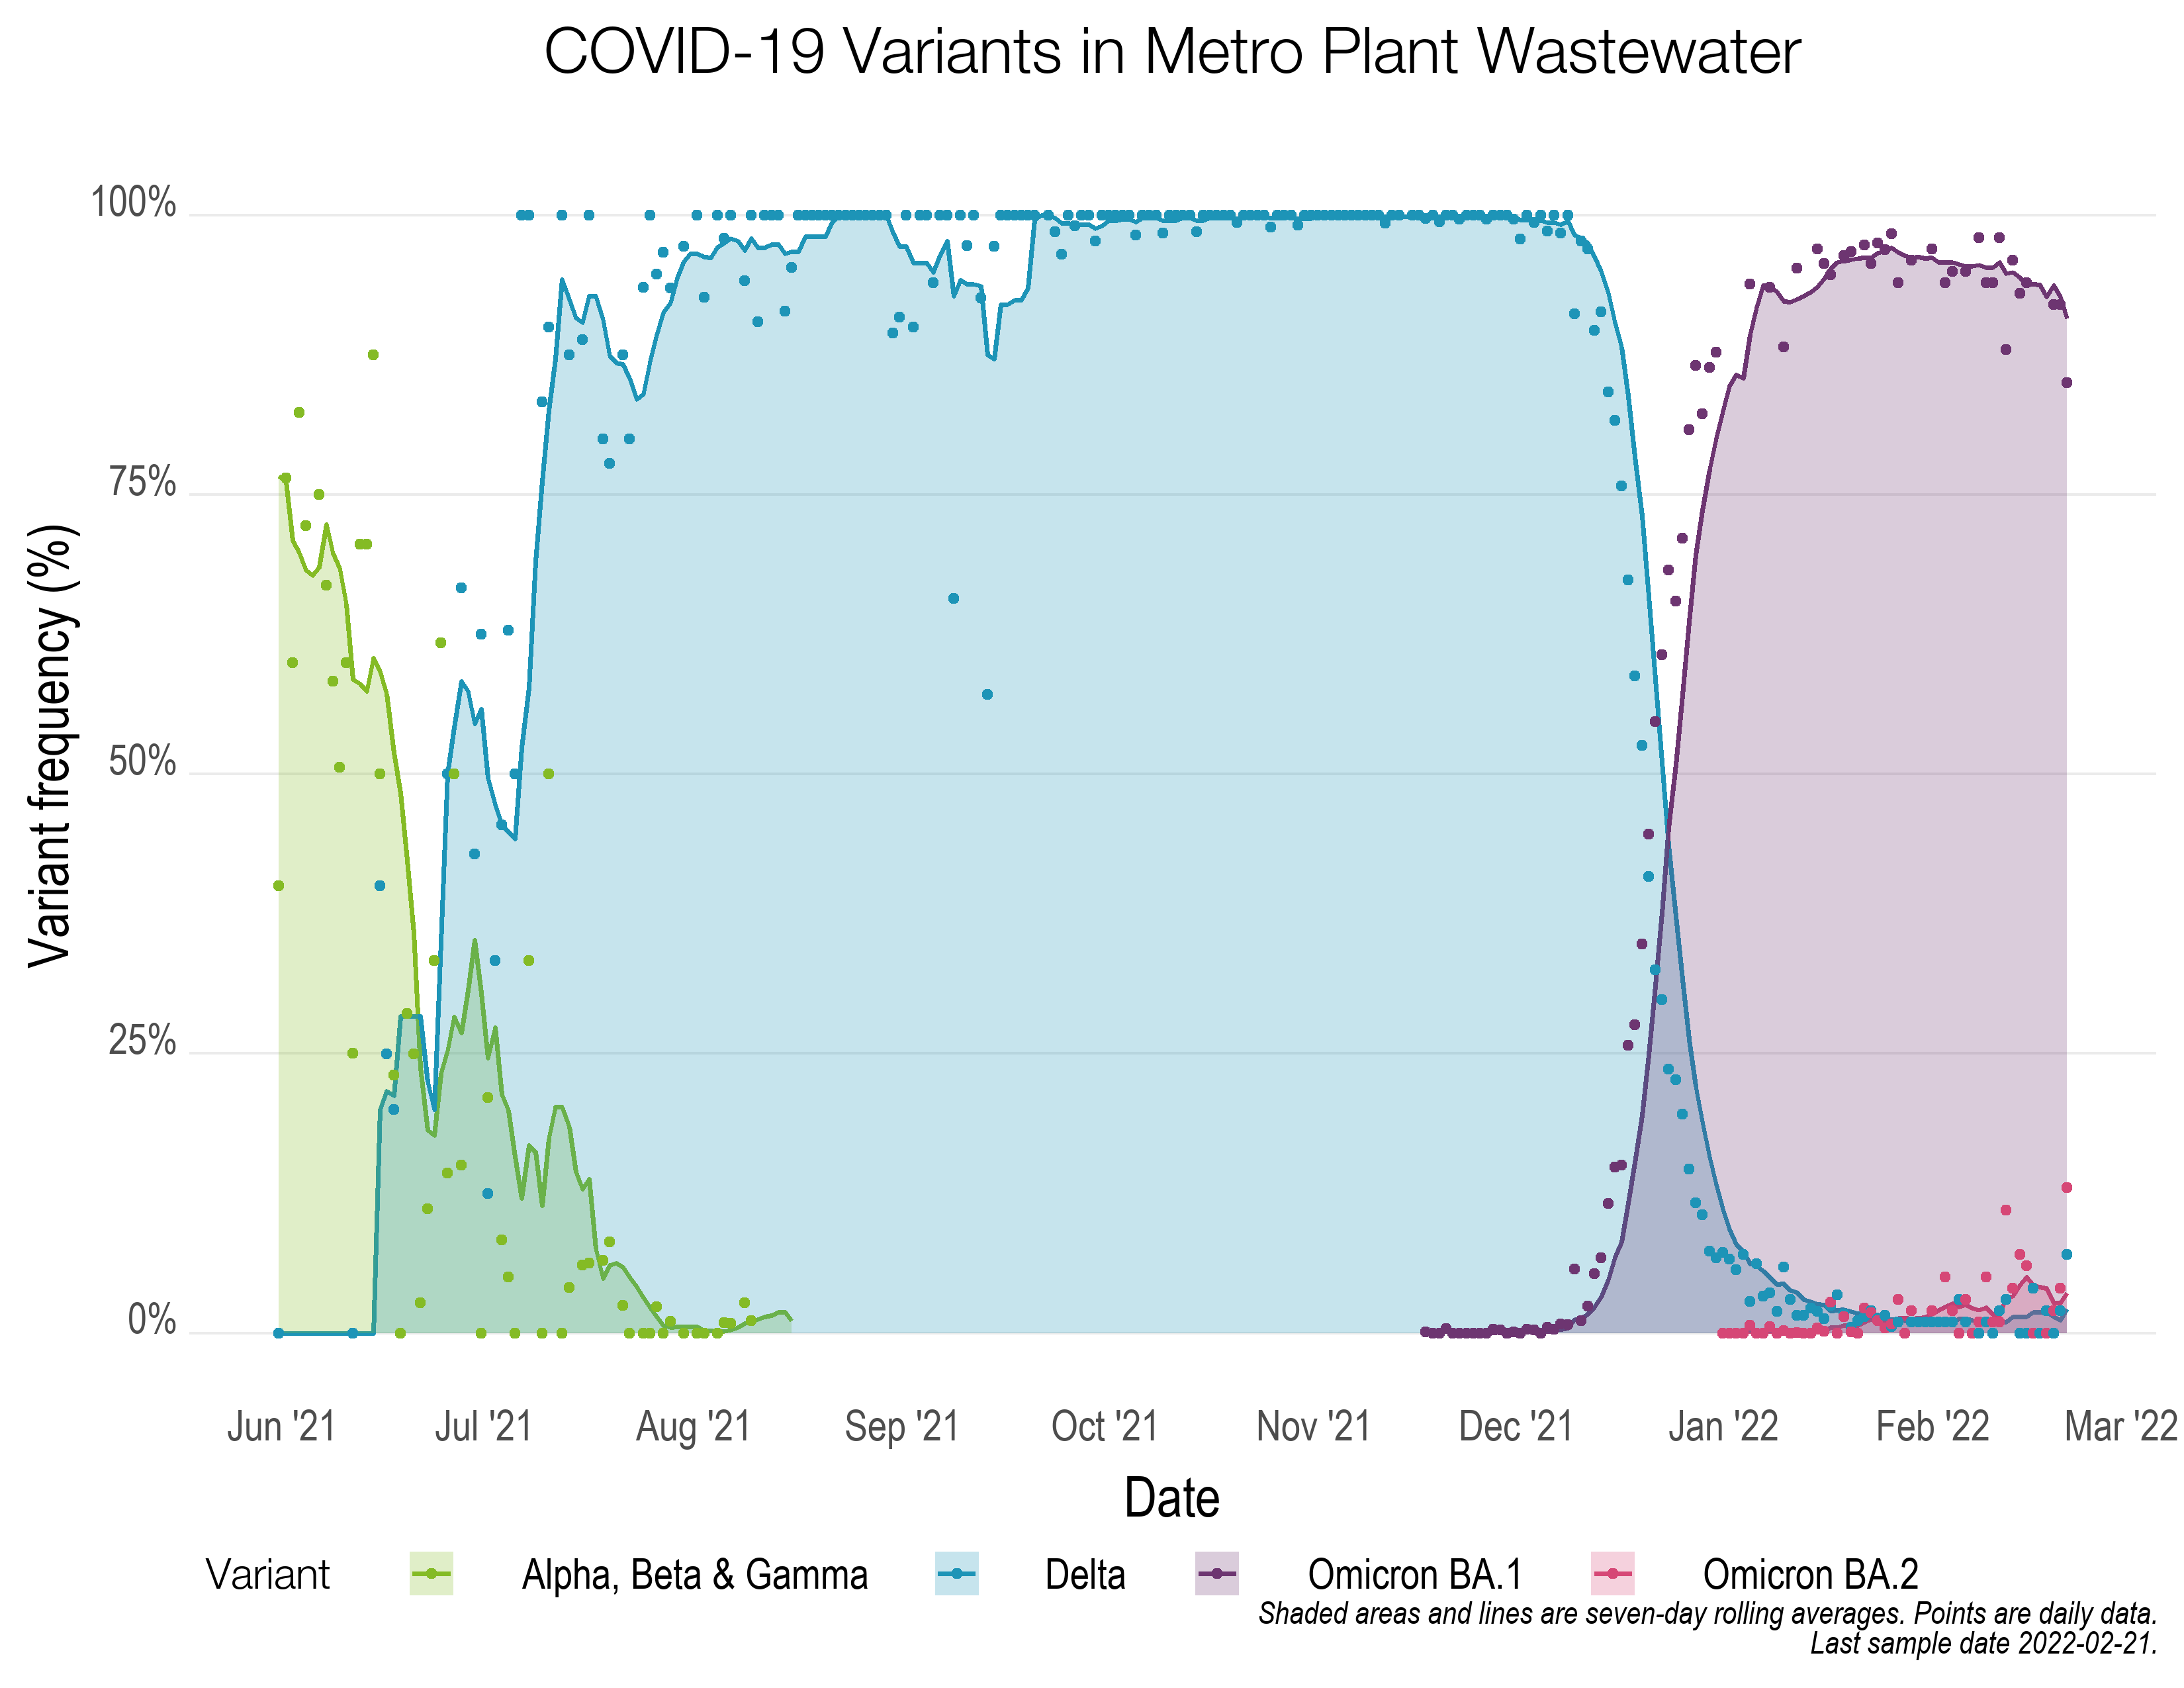 COVID-19 Variants in Metro Plant Wastewater
Variant frequency (%)
100%
75%
50%
25%
0%
Jun '21 Jul '21 Aug '21 Sep '21 Oct '21 Nov '21 Dec '21 Jan '22 Feb '22 Mar '22
Date
Variant Alpha, Beta & Gamma Delta Omicron BA.1 Omicron BA.2
Shaded areas and lines are seven-day rolling averages. Points are daily data.
Last sample date 2022-02-21.